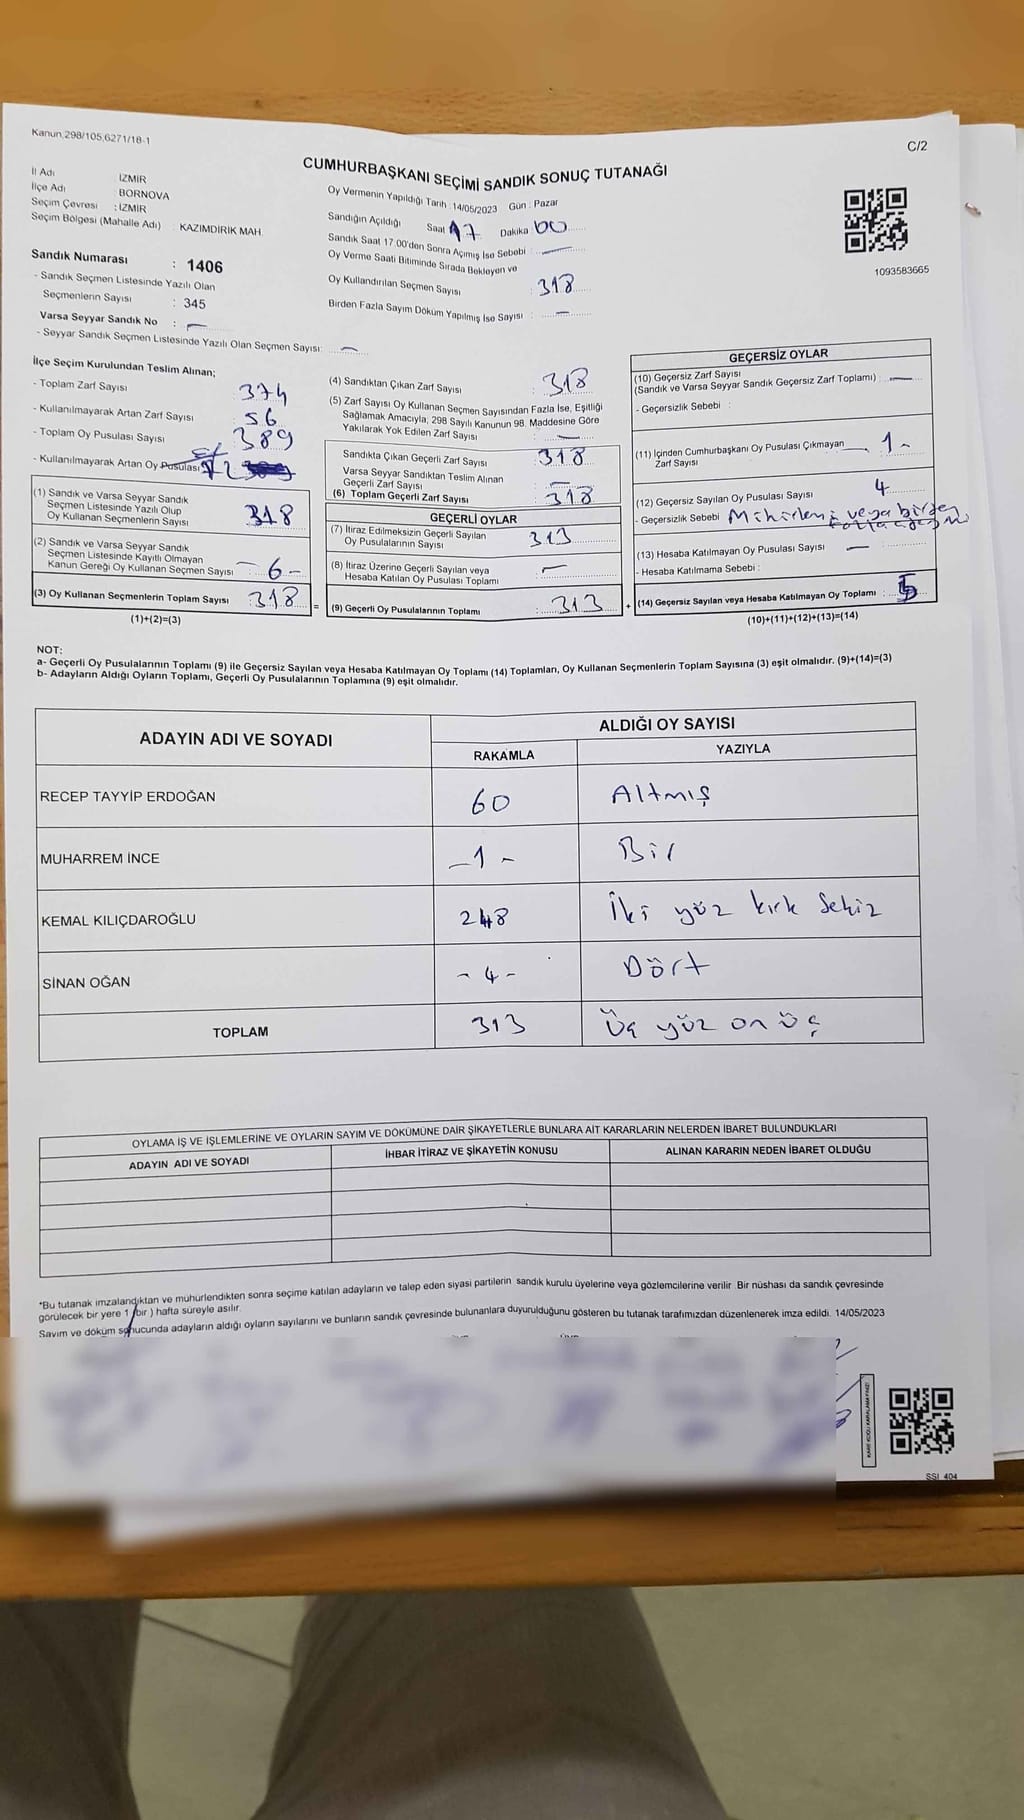 Kanun.298/105,6271/18-1
C/2
CUMHURBAŞKANI SEÇİMİ SANDIK SONUÇ TUTANAĞI
İl Adı : İZMİR
İlçe Adı : BORNOVA
Seçim Çevresi : İZMİR
Seçim Bölgesi (Mahalle Adı) : KAZIMDİRİK MAH.
Sandık Numarası : 1406
- Sandık Seçmen Listesinde Yazılı Olan
Seçmenlerin Sayısı : 345
Varsa Seyyar Sandık No : —
- Seyyar Sandık Seçmen Listesinde Yazılı Olan Seçmen Sayısı: —
Oy Vermenin Yapıldığı Tarih : 14/05/2023 Gün : Pazar
Sandığın Açıldığı Saat 17 Dakika 00
Sandık Saat 17.00'den Sonra Açılmış İse Sebebi : —
Oy Verme Saati Bitiminde Sırada Bekleyen ve
Oy Kullandırılan Seçmen Sayısı : 318
Birden Fazla Sayım Döküm Yapılmış İse Sayısı : —
1093583665
İlçe Seçim Kurulundan Teslim Alınan;
- Toplam Zarf Sayısı 374
- Kullanılmayarak Artan Zarf Sayısı 56
- Toplam Oy Pusulası Sayısı 389
- Kullanılmayarak Artan Oy Pusulası
(1) Sandık ve Varsa Seyyar Sandık
Seçmen Listesinde Yazılı Olup
Oy Kullanan Seçmenlerin Sayısı 318
(2) Sandık ve Varsa Seyyar Sandık
Seçmen Listesinde Kayıtlı Olmayan
Kanun Gereği Oy Kullanan Seçmen Sayısı — 6 -
(3) Oy Kullanan Seçmenlerin Toplam Sayısı : 318 =
(1)+(2)=(3)
(4) Sandıktan Çıkan Zarf Sayısı : 318
(5) Zarf Sayısı Oy Kullanan Seçmen Sayısından Fazla İse, Eşitliği
Sağlamak Amacıyla; 298 Sayılı Kanunun 98. Maddesine Göre
Yakılarak Yok Edilen Zarf Sayısı : —
Sandıkta Çıkan Geçerli Zarf Sayısı : 318
Varsa Seyyar Sandıktan Teslim Alınan
Geçerli Zarf Sayısı : —
(6) Toplam Geçerli Zarf Sayısı : 318
GEÇERLİ OYLAR
(7) İtiraz Edilmeksizin Geçerli Sayılan
Oy Pusulalarının Sayısı 313
(8) İtiraz Üzerine Geçerli Sayılan veya
Hesaba Katılan Oy Pusulası Toplamı : —
(9) Geçerli Oy Pusulalarının Toplamı : 313 +
GEÇERSİZ OYLAR
(10) Geçersiz Zarf Sayısı
(Sandık ve Varsa Seyyar Sandık Geçersiz Zarf Toplamı) : —
- Geçersizlik Sebebi :
(11) İçinden Cumhurbaşkanı Oy Pusulası Çıkmayan — 1 -
Zarf Sayısı
(12) Geçersiz Sayılan Oy Pusulası Sayısı 4
- Geçersizlik Sebebi veya birden
(13) Hesaba Katılmayan Oy Pusulası Sayısı —
- Hesaba Katılmama Sebebi :
(14) Geçersiz Sayılan veya Hesaba Katılmayan Oy Toplamı : 5
(10)+(11)+(12)+(13)=(14)
NOT:
a- Geçerli Oy Pusulalarının Toplamı (9) ile Geçersiz Sayılan veya Hesaba Katılmayan Oy Toplamı (14) Toplamları, Oy Kullanan Seçmenlerin Toplam Sayısına (3) eşit olmalıdır. (9)+(14)=(3)
b- Adayların Aldığı Oyların Toplamı, Geçerli Oy Pusulalarının Toplamına (9) eşit olmalıdır.
ADAYIN ADI VE SOYADI
ALDIĞI OY SAYISI
RAKAMLA YAZIYLA
RECEP TAYYİP ERDOĞAN 60 Altmış
MUHARREM İNCE - 1 - Bir
KEMAL KILIÇDAROĞLU 248 İki yüz kırk Sekiz
SİNAN OĞAN - 4 - Dört
TOPLAM 313 Üç yüz on üç
OYLAMA İŞ VE İŞLEMLERİNE VE OYLARIN SAYIM VE DÖKÜMÜNE DAİR ŞİKAYETLERLE BUNLARA AİT KARARLARIN NELERDEN İBARET BULUNDUKLARI
ADAYIN ADI VE SOYADI İHBAR İTİRAZ VE ŞİKAYETİN KONUSU ALINAN KARARIN NEDEN İBARET OLDUĞU
*Bu tutanak imzalandıktan ve mühürlendikten sonra seçime katılan adayların ve talep eden siyasi partilerin sandık kurulu üyelerine veya gözlemcilerine verilir. Bir nüshası da sandık çevresinde
görülecek bir yere 1 (bir) hafta süreyle asılır.
Sayım ve döküm sonucunda adayların aldığı oyların sayılarını ve bunların sandık çevresinde bulunanlara duyurulduğunu gösteren bu tutanak tarafımızdan düzenlenerek imza edildi. 14/05/2023
SSI_404